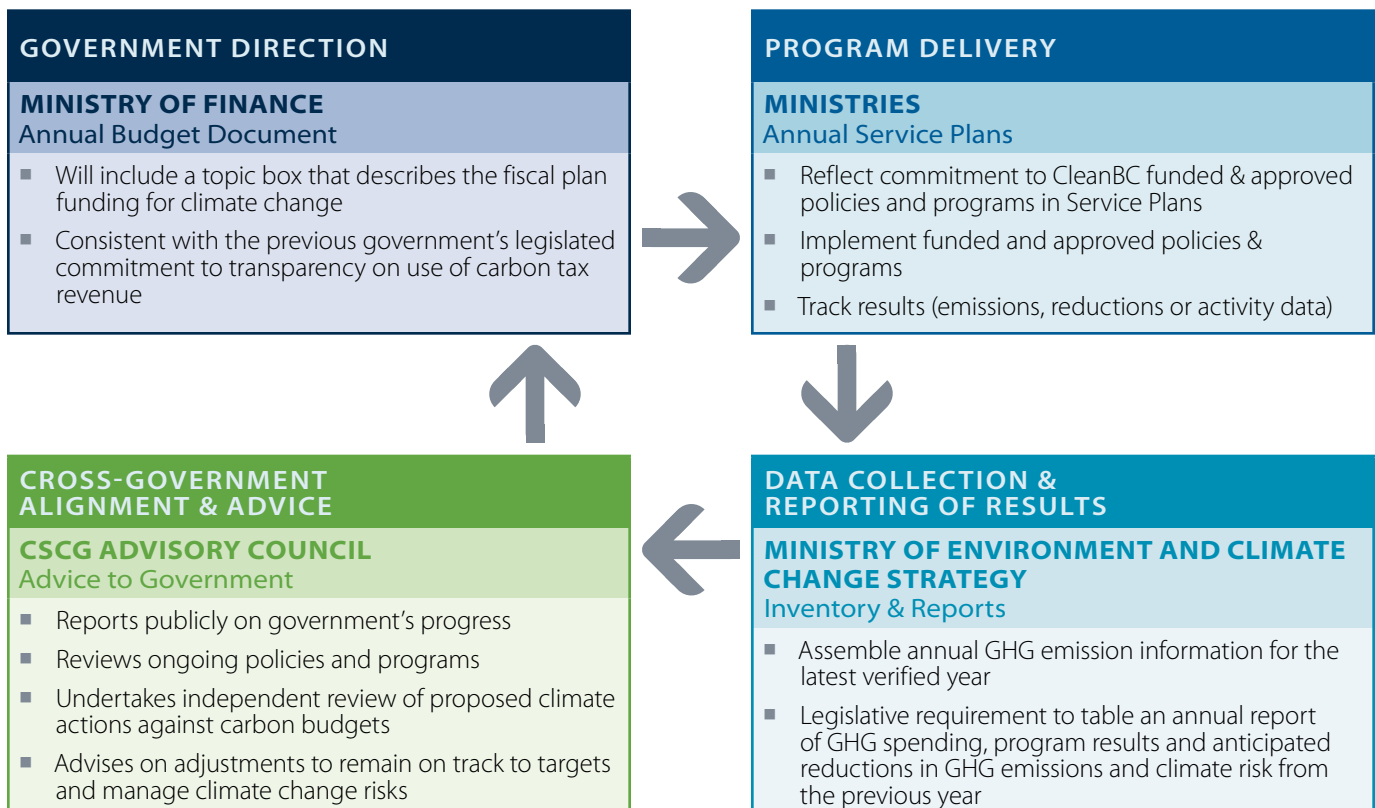 GOVERNMENT DIRECTION
MINISTRY OF FINANCE
Annual Budget Document
■ Will include a topic box that describes the fiscal plan
funding for climate change
■ Consistent with the previous government’s legislated
commitment to transparency on use of carbon tax
revenue
PROGRAM DELIVERY
MINISTRIES
Annual Service Plans
■ Reflect commitment to CleanBC funded & approved
policies and programs in Service Plans
■ Implement funded and approved policies &
programs
■ Track results (emissions, reductions or activity data)
CROSS-GOVERNMENT
ALIGNMENT & ADVICE
CSCG ADVISORY COUNCIL
Advice to Government
■ Reports publicly on government’s progress
■ Reviews ongoing policies and programs
■ Undertakes independent review of proposed climate
actions against carbon budgets
■ Advises on adjustments to remain on track to targets
and manage climate change risks
DATA COLLECTION &
REPORTING OF RESULTS
MINISTRY OF ENVIRONMENT AND CLIMATE
CHANGE STRATEGY
Inventory & Reports
■ Assemble annual GHG emission information for the
latest verified year
■ Legislative requirement to table an annual report
of GHG spending, program results and anticipated
reductions in GHG emissions and climate risk from
the previous year